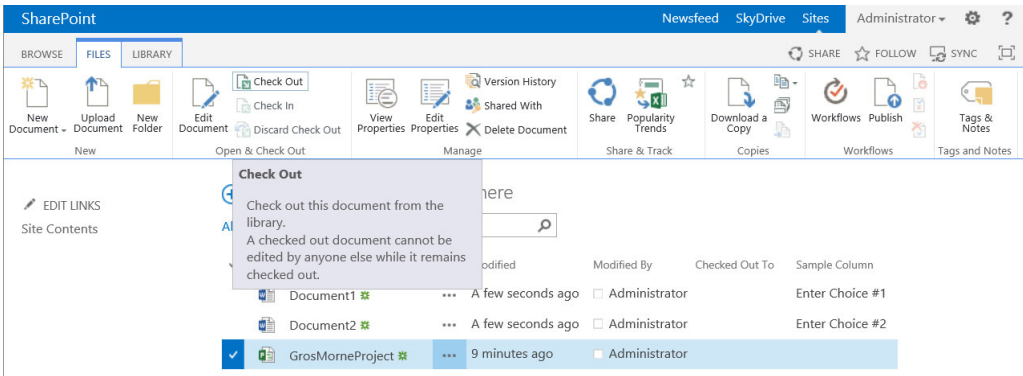 SharePoint Newsfeed SkyDrive Sites Administrator ?
BROWSE FILES LIBRARY SHARE FOLLOW SYNC
New Document Upload Document New Folder
New
Edit Document Check Out
Check In
Discard Check Out
Open & Check Out
View Properties Edit Properties Version History
Shared With
Delete Document
Manage
Share Popularity Trends
Share & Track
Download a Copy
Copies
Workflows Publish
Workflows
Tags & Notes
Tags and Notes
Check Out
Check out this document from the
library.
A checked out document cannot be
edited by anyone else while it remains
checked out.
EDIT LINKS
Site Contents
here
Modified By Checked Out To Sample Column
Document1 ... A few seconds ago Administrator Enter Choice #1
Document2 ... A few seconds ago Administrator Enter Choice #2
GrosMorneProject ... 9 minutes ago Administrator